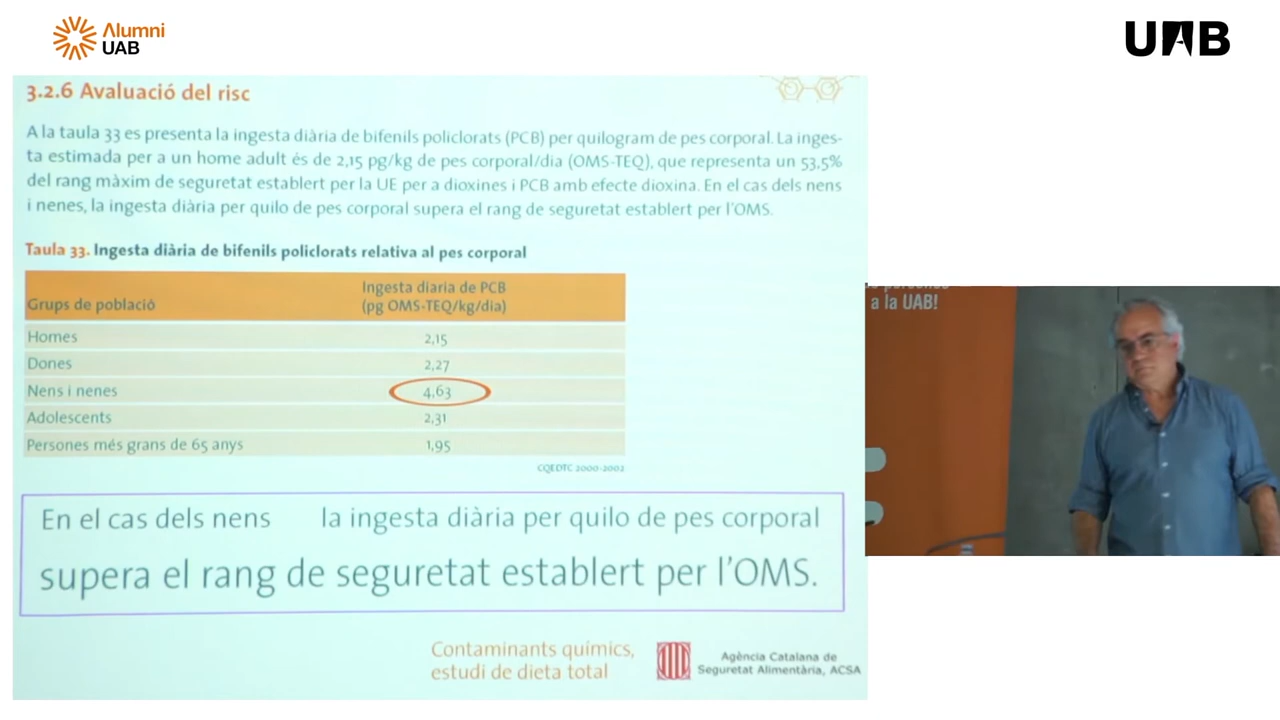 Alumni
UAB
UAB
3.2.6 Avaluació del risc
A la taula 33 es presenta la ingesta diària de bifenils policlorats (PCB) per quilogram de pes corporal. La inges-
ta estimada per a un home adult és de 2,15 pg/kg de pes corporal/dia (OMS-TEQ), que representa un 53,5%
del rang màxim de seguretat establert per la UE per a dioxines i PCB amb efecte dioxina. En el cas dels nens
i nenes, la ingesta diària per quilo de pes corporal supera el rang de seguretat establert per l'OMS.
Taula 33. Ingesta diària de bifenils policlorats relativa al pes corporal
Ingesta diaria de PCB
Grups de població (pg OMS-TEQ/kg/dia)
Homes 2,15
Dones 2,27
Nens i nenes 4,63
Adolescents 2,31
Persones més grans de 65 anys 1,95
CQEDTC 2000-2002
En el cas dels nens la ingesta diària per quilo de pes corporal
supera el rang de seguretat establert per l'OMS.
Contaminants químics,
estudi de dieta total
Agència Catalana de
Seguretat Alimentària, ACSA
a la UAB!